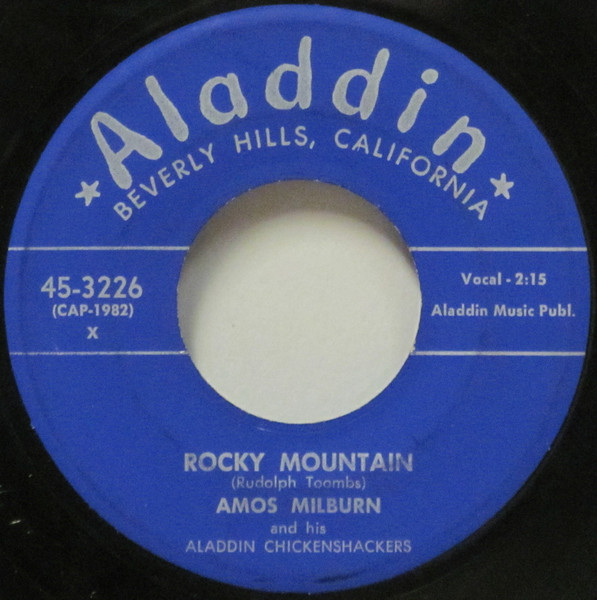 Aladdin
BEVERLY HILLS, CALIFORNIA
45-3226
(CAP-1982)
X
Vocal - 2:15
Aladdin Music Publ.
ROCKY MOUNTAIN
(Rudolph Toombs)
AMOS MILBURN
and his
ALADDIN CHICKENSHACKERS